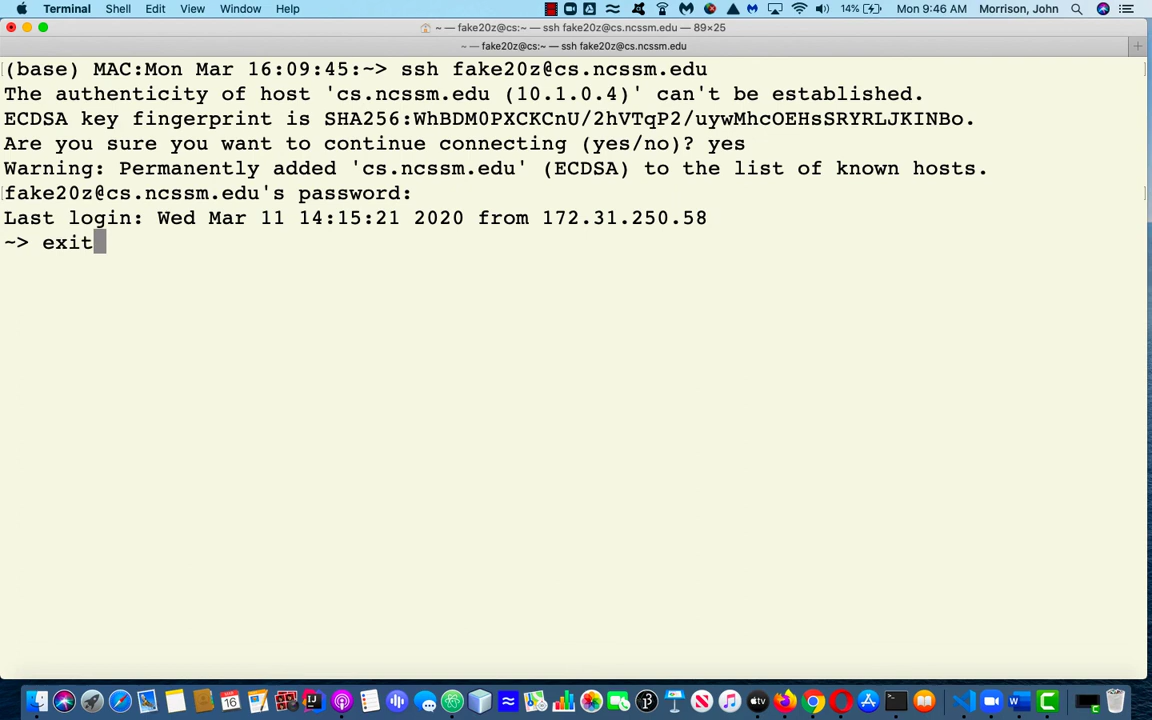 Terminal Shell Edit View Window Help 14% Mon 9:46 AM Morrison, John
~ — fake20z@cs:~ — ssh fake20z@cs.ncssm.edu — 89×25
~ — fake20z@cs:~ — ssh fake20z@cs.ncssm.edu
(base) MAC:Mon Mar 16:09:45:~> ssh fake20z@cs.ncssm.edu
The authenticity of host 'cs.ncssm.edu (10.1.0.4)' can't be established.
ECDSA key fingerprint is SHA256:WhBDM0PXCKCnU/2hVTqP2/uywMhcOEHsSRYRLJKINBo.
Are you sure you want to continue connecting (yes/no)? yes
Warning: Permanently added 'cs.ncssm.edu' (ECDSA) to the list of known hosts.
fake20z@cs.ncssm.edu's password:
Last login: Wed Mar 11 14:15:21 2020 from 172.31.250.58
~> exit